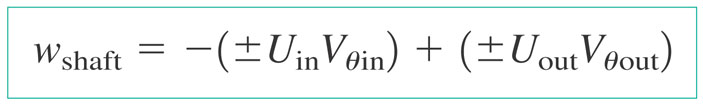 w_shaft = −(±U_in V_θin) + (±U_out V_θout)